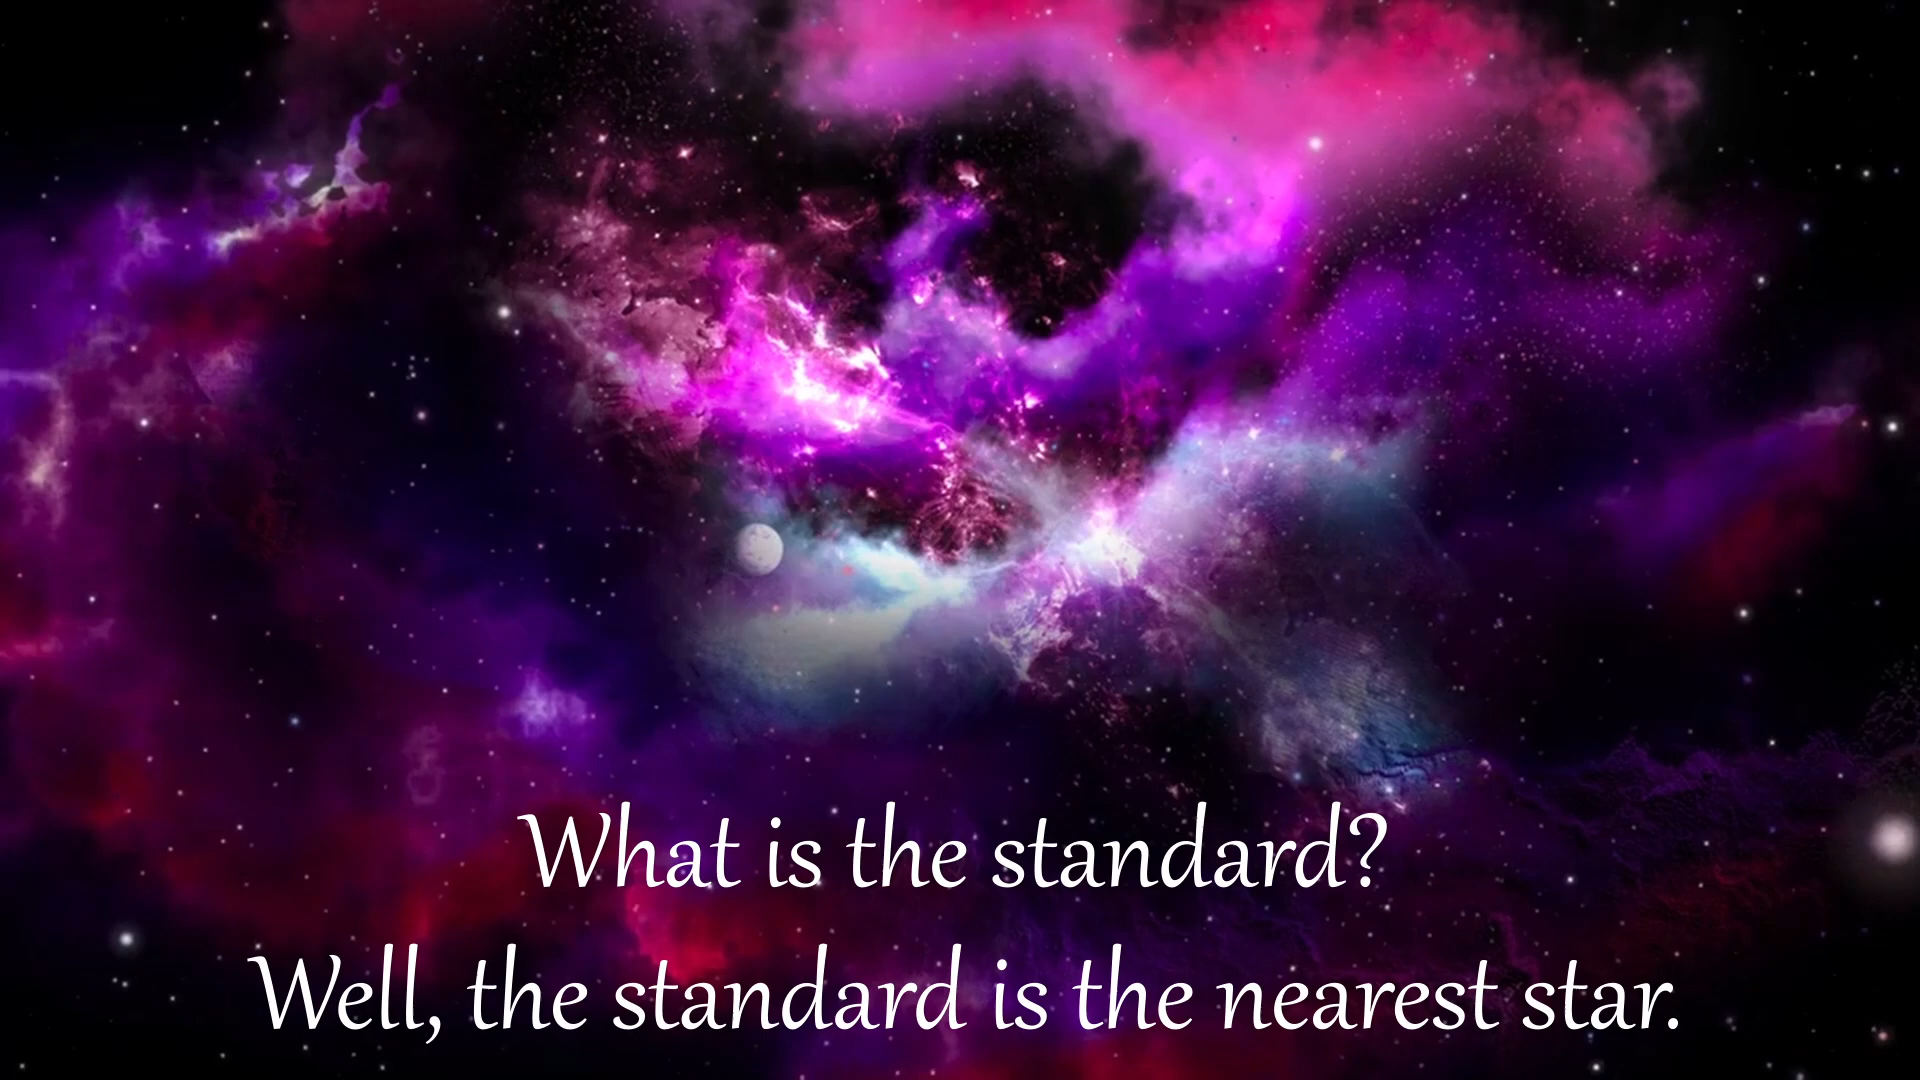 What is the standard?
Well, the standard is the nearest star.